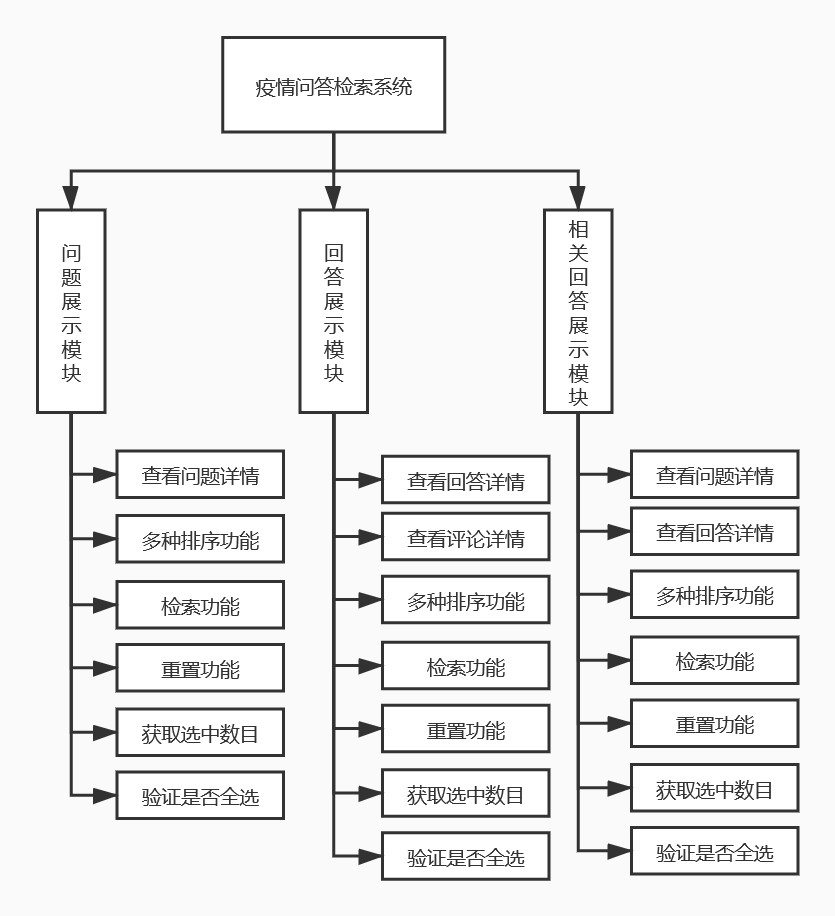 疫情问答检索系统
问题展示模块
查看问题详情
多种排序功能
检索功能
重置功能
获取选中数目
验证是否全选
回答展示模块
查看回答详情
查看评论详情
多种排序功能
检索功能
重置功能
获取选中数目
验证是否全选
相关回答展示模块
查看问题详情
查看回答详情
多种排序功能
检索功能
重置功能
获取选中数目
验证是否全选